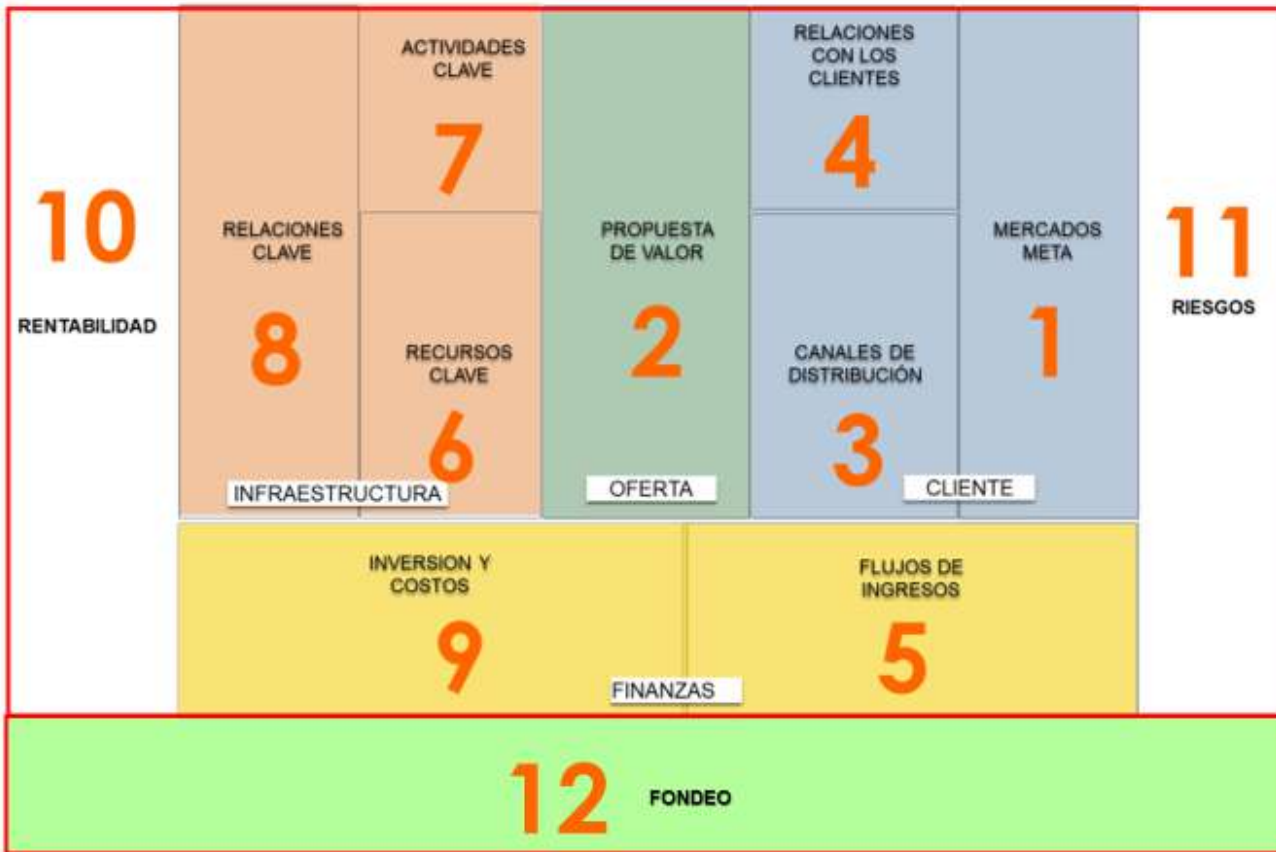 10
RENTABILIDAD
RELACIONES
CLAVE
8
ACTIVIDADES
CLAVE
7
RECURSOS
CLAVE
6
INFRAESTRUCTURA
PROPUESTA
DE VALOR
2
OFERTA
RELACIONES
CON LOS
CLIENTES
4
CANALES DE
DISTRIBUCIÓN
3
MERCADOS
META
1
CLIENTE
11
RIESGOS
INVERSION Y
COSTOS
9
FLUJOS DE
INGRESOS
5
FINANZAS
12 FONDEO